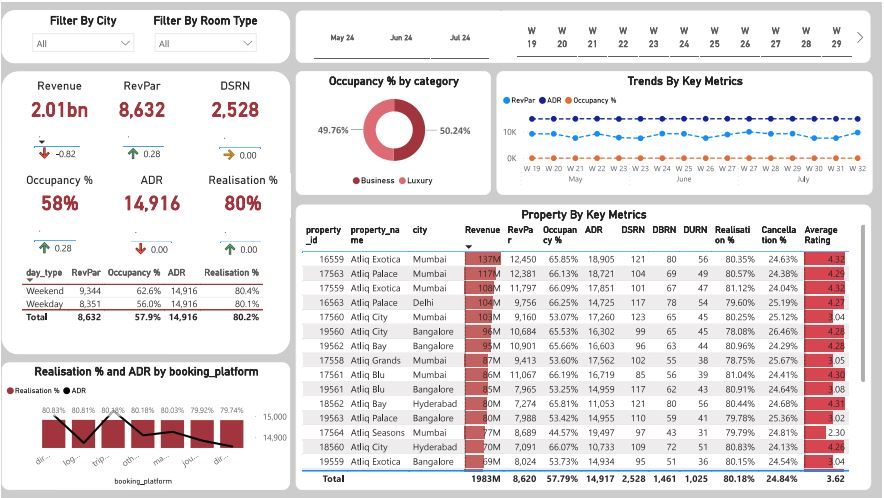 Filter By City
Filter By Room Type
All
All
May 24 Jun 24 Jul 24
W 19 W 20 W 21 W 22 W 23 W 24 W 25 W 26 W 27 W 28 W 29
Revenue RevPar DSRN
2.01bn 8,632 2,528
-0.82 0.28 0.00
Occupancy % ADR Realisation %
58% 14,916 80%
0.28 0.00 0.00
day_type RevPar Occupancy % ADR Realisation %
Weekend 9,344 62.6% 14,916 80.4%
Weekday 8,351 56.0% 14,916 80.1%
Total 8,632 57.9% 14,916 80.2%
Realisation % and ADR by booking_platform
Realisation % ADR
80.83% 80.81% 80.18% 80.03% 79.92% 79.74%
15,000
14,900
dir... log... trip... oth... ma... jou... dir...
booking_platform
Occupancy % by category
49.76% 50.24%
Business Luxury
Trends By Key Metrics
RevPar ADR Occupancy %
10K
0K
W 19 W 20 W 21 W 22 W 23 W 23 W 24 W 25 W 26 W 27 W 27 W 28 W 29 W 30 W 31 W 32
May June July
Property By Key Metrics
property_id property_name city Revenue RevPar Occupancy % ADR DSRN DBRN DURN Realisation % Cancellation % Average Rating
16559 Atliq Exotica Mumbai 137M 12,450 65.85% 18,905 121 80 56 80.35% 24.63% 4.32
17563 Atliq Palace Mumbai 117M 12,381 66.13% 18,721 104 69 49 80.57% 24.38% 4.29
17559 Atliq Exotica Mumbai 108M 11,797 66.09% 17,851 101 67 47 81.12% 24.04% 4.32
16563 Atliq Palace Delhi 104M 9,756 66.25% 14,725 117 78 54 79.60% 25.19% 4.27
17560 Atliq City Mumbai 103M 9,160 53.07% 17,260 123 65 45 80.25% 25.12% 3.04
19560 Atliq City Bangalore 96M 10,684 65.53% 16,302 99 65 45 78.08% 26.46% 4.28
19562 Atliq Bay Bangalore 95M 10,901 65.66% 16,603 96 63 44 80.96% 24.29% 4.28
17558 Atliq Grands Mumbai 87M 9,413 53.60% 17,562 102 55 38 78.75% 25.67% 3.05
17561 Atliq Blu Mumbai 86M 11,067 66.19% 16,719 85 56 39 81.04% 24.41% 4.30
19561 Atliq Blu Bangalore 85M 7,965 53.25% 14,959 117 62 43 80.91% 24.64% 3.08
18562 Atliq Bay Hyderabad 80M 7,274 65.81% 11,053 121 80 56 80.44% 24.68% 4.31
19563 Atliq Palace Bangalore 80M 7,988 53.42% 14,955 110 59 41 79.78% 25.36% 3.02
17564 Atliq Seasons Mumbai 77M 8,689 44.57% 19,497 97 43 31 79.79% 24.81% 2.30
18560 Atliq City Hyderabad 70M 7,091 66.07% 10,733 109 72 51 80.83% 24.13% 4.26
19559 Atliq Exotica Bangalore 69M 8,024 53.73% 14,934 95 51 36 80.15% 24.54% 3.04
Total 1983M 8,620 57.79% 14,917 2,528 1,461 1,025 80.18% 24.84% 3.62